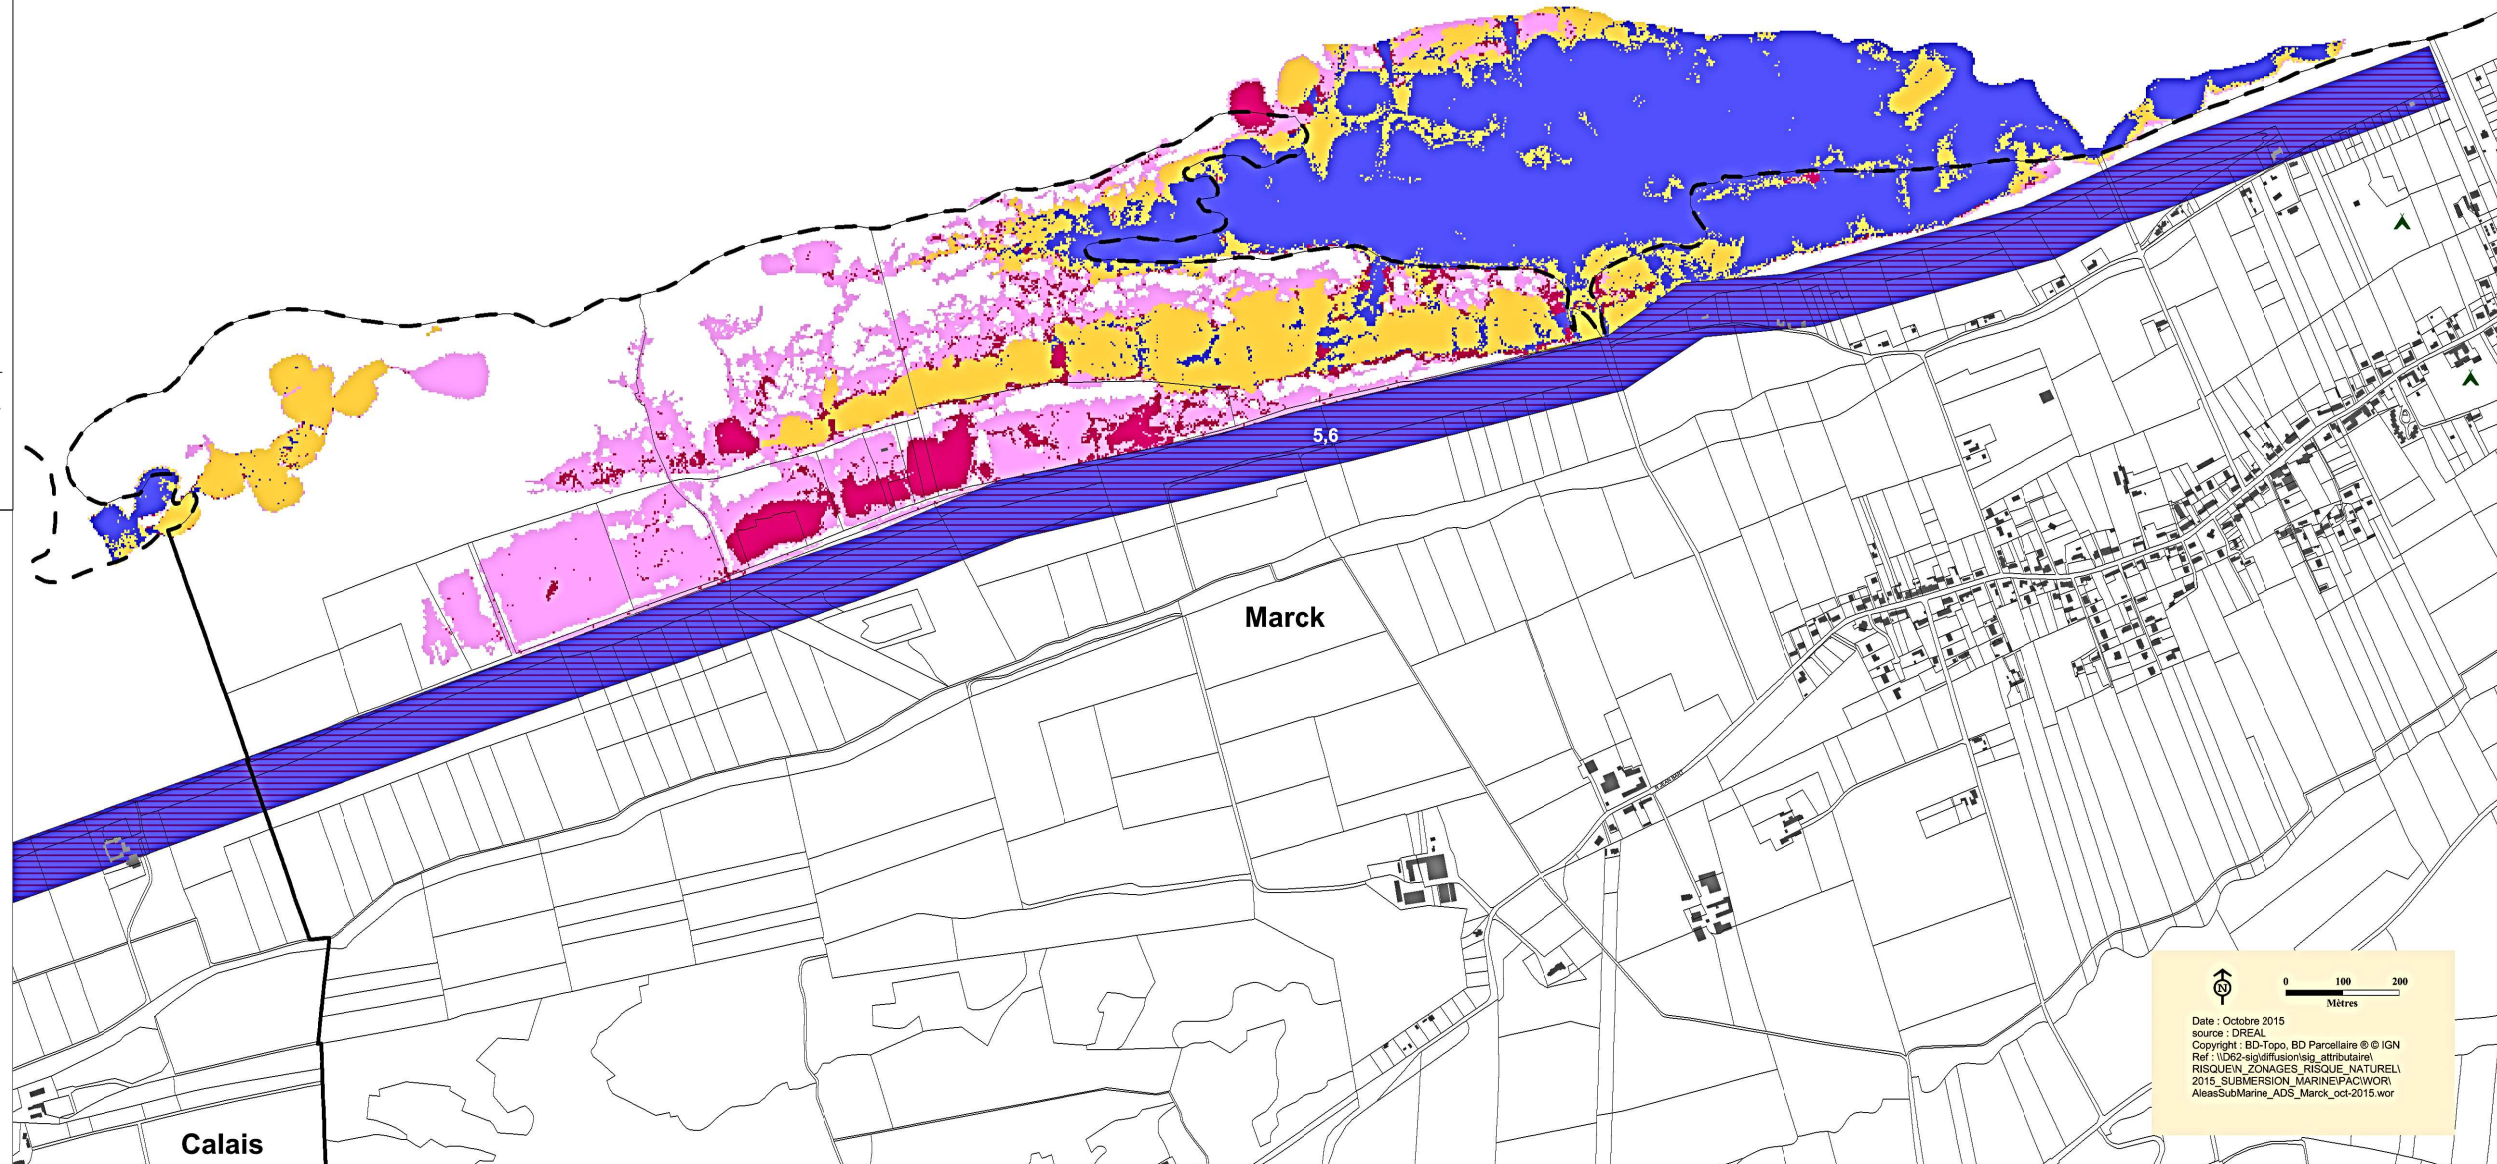 5,6
Marck
Calais
N
0 100 200
Mètres
Date : Octobre 2015
source : DREAL
Copyright : BD-Topo, BD Parcellaire ® © IGN
Ref : \\D62-sig\diffusion\sig_attributaire\
RISQUE\N_ZONAGES_RISQUE_NATUREL\
2015_SUBMERSION_MARINE\PAC\WOR\
AleasSubMarine_ADS_Marck_oct-2015.wor